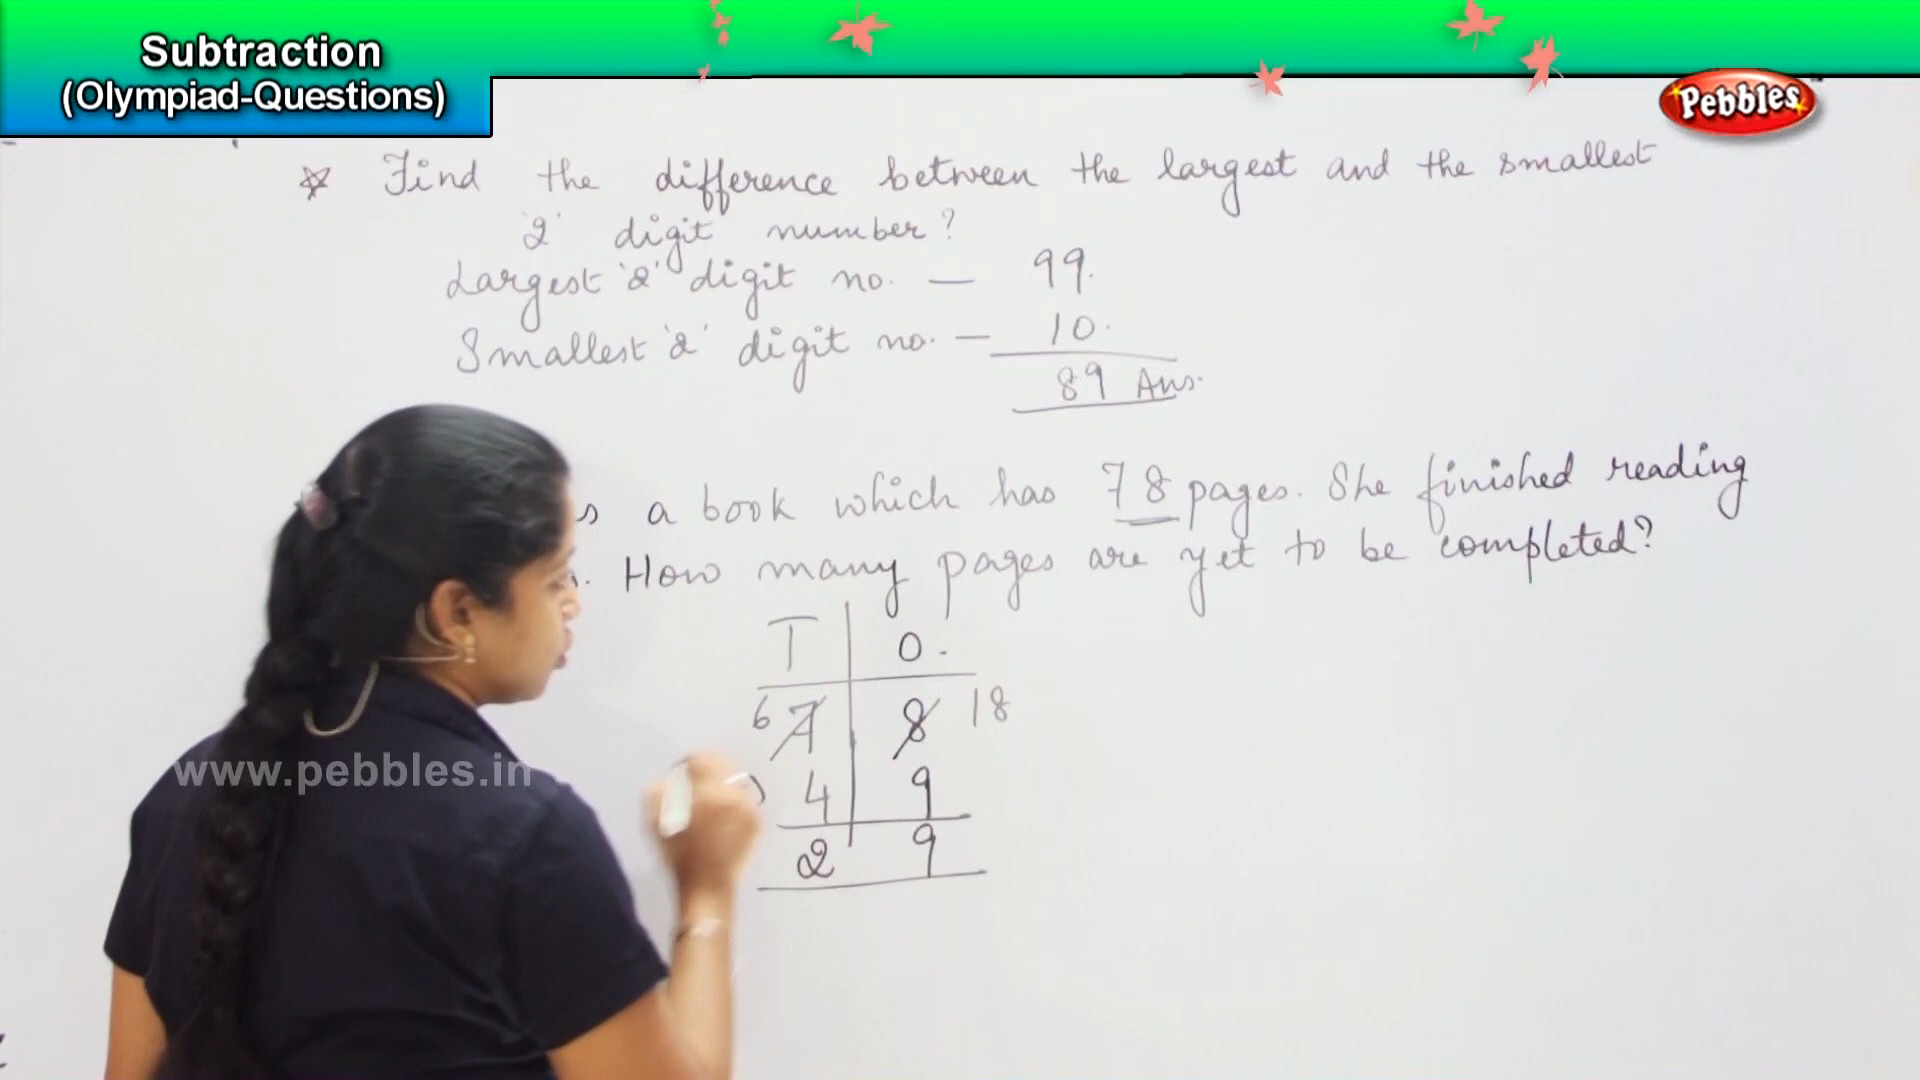 Subtraction
(Olympiad-Questions)
Pebbles
☆ Find the difference between the largest and the smallest
'2' digit number?
Largest '2' digit no. — 99.
Smallest '2' digit no. — 10.
89 Ans.
a book which has 78 pages. She finished reading
How many pages are yet to be completed?
T O.
6 7 8 18
4 9
2 9
www.pebbles.in